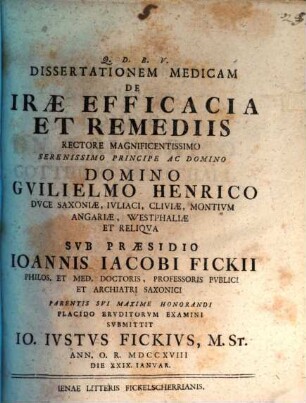 Q. D. B. V.
DISSERTATIONEM MEDICAM
DE
IRÆ EFFICACIA
ET REMEDIIS
RECTORE MAGNIFICENTISSIMO
SERENISSIMO PRINCIPE AC DOMINO
DOMINO
GVILIELMO HENRICO
DVCE SAXONIÆ, IVLIACI, CLIVIÆ, MONTIVM
ANGARIÆ, WESTPHALIÆ
ET RELIQVA
SVB PRÆSIDIO
IOANNIS IACOBI FICKII
PHILOS. ET MED. DOCTORIS, PROFESSORIS PVBLICI
ET ARCHIATRI SAXONICI
PARENTIS SVI MAXIME HONORANDI
PLACIDO ERVDITORVM EXAMINI
SVBMITTIT
IO. IVSTVS FICKIVS, M. ST.
ANN. O. R. MDCCXVIII
DIE XXIX. IANVAR.
IENAE LITTERIS FICKELSCHERRIANIS.